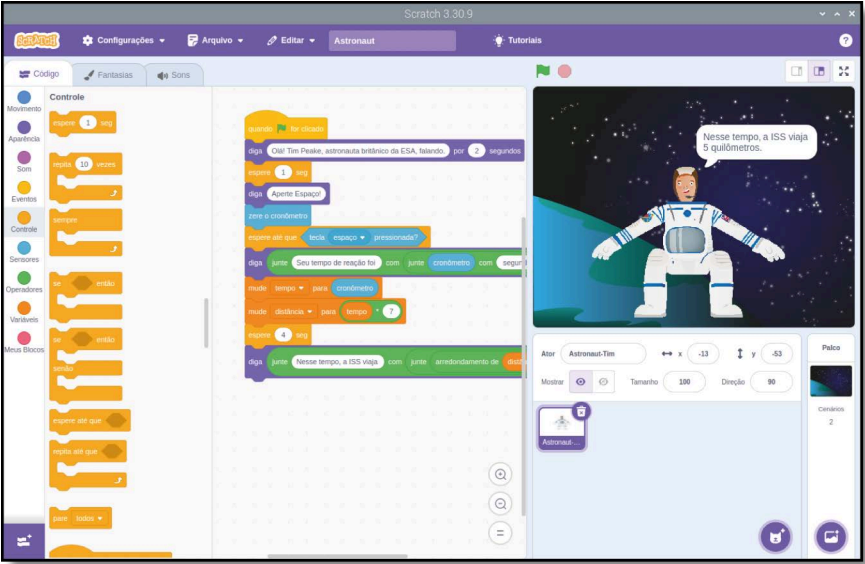 Scratch 3.30.9
SCRATCH
Configurações
Arquivo
Editar
Astronaut
Tutoriais
?
Código
Fantasias
Sons
Movimento
Aparência
Som
Eventos
Controle
Sensores
Operadores
Variáveis
Meus Blocos
Controle
espere 1 seg
repita 10 vezes
sempre
se então
se então
senão
espere até que
repita até que
pare todos
quando for clicado
diga Olá! Tim Peake, astronauta britânico da ESA, falando. por 2 segundos
espere 1 seg
diga Aperte Espaço!
zere o cronômetro
espere até que tecla espaço pressionada?
diga junte Seu tempo de reação foi com junte cronômetro com segund
mude tempo para cronômetro
mude distância para tempo * 7
espere 4 seg
diga junte Nesse tempo, a ISS viaja com junte arredondamento de distâ
Nesse tempo, a ISS viaja
5 quilômetros.
Ator Astronaut-Tim x -13 y -53
Mostrar Tamanho 100 Direção 90
Astronaut-...
Palco
Cenários
2